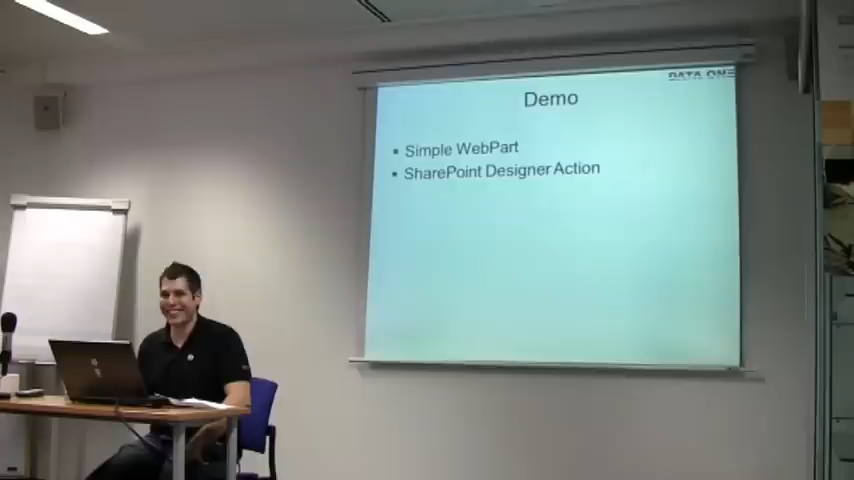 DATA ONE
Demo
▪ Simple WebPart
▪ SharePoint Designer Action